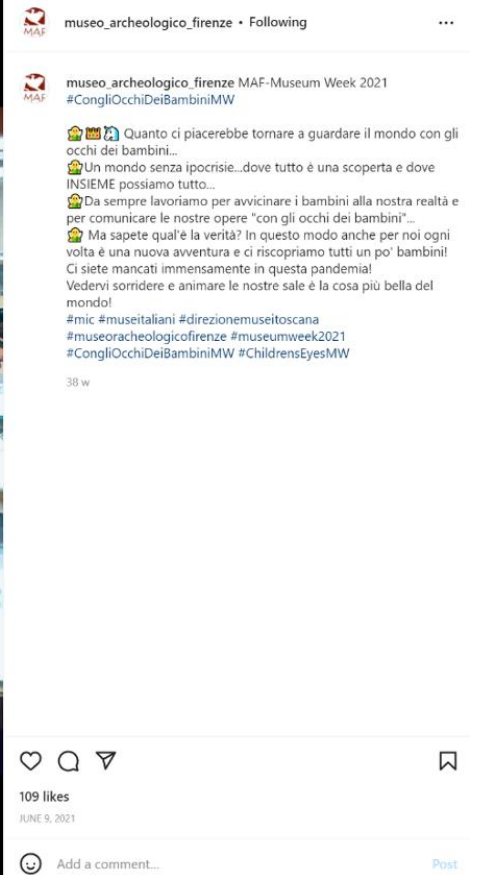 museo_archeologico_firenze • Following
MAF
museo_archeologico_firenze MAF-Museum Week 2021
MAF
#CongliOcchiDeiBambiniMW
Quanto ci piacerebbe tornare a guardare il mondo con gli
occhi dei bambini...
Un mondo senza ipocrisie...dove tutto è una scoperta e dove
INSIEME possiamo tutto...
Da sempre lavoriamo per avvicinare i bambini alla nostra realtà e
per comunicare le nostre opere "con gli occhi dei bambini"...
Ma sapete qual'è la verità? In questo modo anche per noi ogni
volta è una nuova avventura e ci riscopriamo tutti un po' bambini!
Ci siete mancati immensamente in questa pandemia!
Vedervi sorridere e animare le nostre sale è la cosa più bella del
mondo!
#mic #museitaliani #direzionemuseitoscana
#museoracheologicofirenze #museumweek2021
#CongliOcchiDeiBambiniMW #ChildrensEyesMW
38 w
109 likes
JUNE 9, 2021
Add a comment...
Post